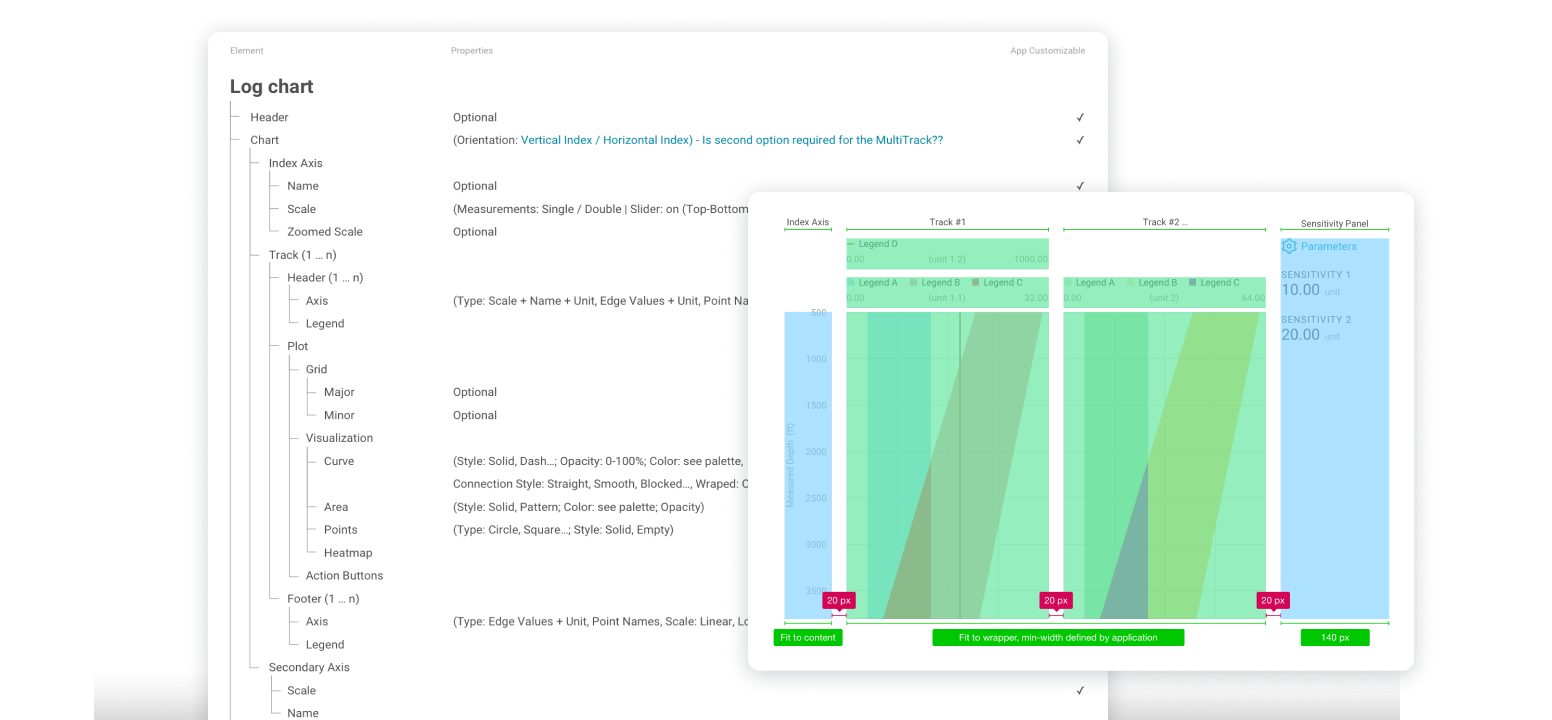 Element Properties App Customizable
Log chart
Header Optional ✓
Chart (Orientation: Vertical Index / Horizontal Index) - Is second option required for the MultiTrack?? ✓
Index Axis
Name Optional ✓
Scale (Measurements: Single / Double | Slider: on (Top-Bottom
Zoomed Scale Optional
Track (1 ... n)
Header (1 ... n)
Axis (Type: Scale + Name + Unit, Edge Values + Unit, Point Na
Legend
Plot
Grid
Major Optional
Minor Optional
Visualization
Curve (Style: Solid, Dash...; Opacity: 0-100%; Color: see palette,
Connection Style: Straight, Smooth, Blocked..., Wraped: C
Area (Style: Solid, Pattern; Color: see palette; Opacity)
Points (Type: Circle, Square...; Style: Solid, Empty)
Heatmap
Action Buttons
Footer (1 ... n)
Axis (Type: Edge Values + Unit, Point Names, Scale: Linear, Lo
Legend
Secondary Axis
Scale ✓
Name
Index Axis Track #1 Track #2 ... Sensitivity Panel
Legend D
0.00 (unit 1.2) 1000.00
Legend A Legend B Legend C
0.00 (unit 1.1) 32.00
Legend A Legend B Legend C
0.00 (unit 2) 64.00
Parameters
SENSITIVITY 1
10.00 unit
SENSITIVITY 2
20.00 unit
Measured Depth (ft)
500
1000
1500
2000
2500
3000
3500
20 px 20 px 20 px
Fit to content Fit to wrapper, min-width defined by application 140 px